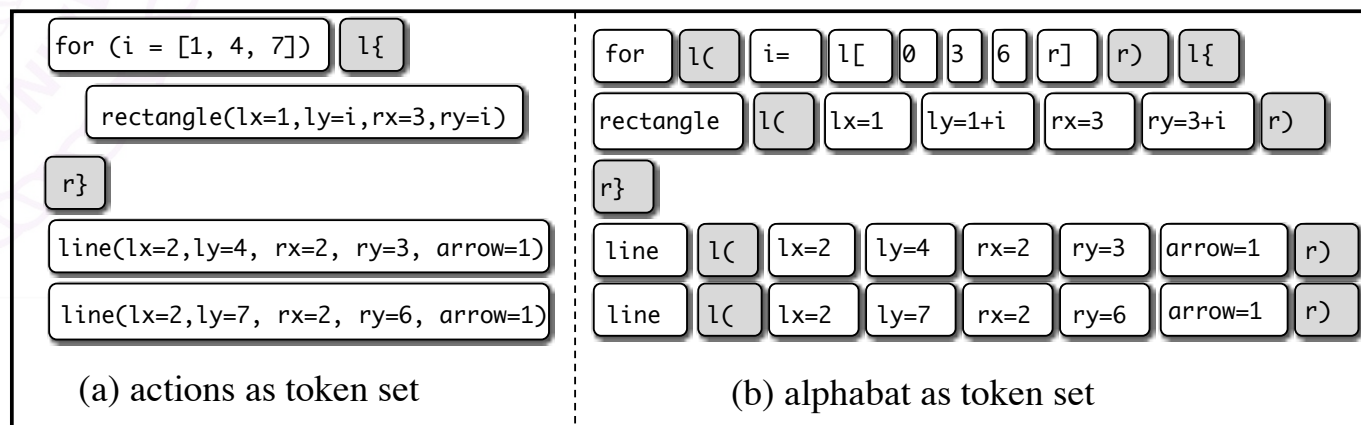 for (i = [1, 4, 7]) l{
rectangle(lx=1,ly=i,rx=3,ry=i)
r}
line(lx=2,ly=4, rx=2, ry=3, arrow=1)
line(lx=2,ly=7, rx=2, ry=6, arrow=1)
(a) actions as token set
for l( i= l[ 0 3 6 r] r) l{
rectangle l( lx=1 ly=1+i rx=3 ry=3+i r)
r}
line l( lx=2 ly=4 rx=2 ry=3 arrow=1 r)
line l( lx=2 ly=7 rx=2 ry=6 arrow=1 r)
(b) alphabat as token set